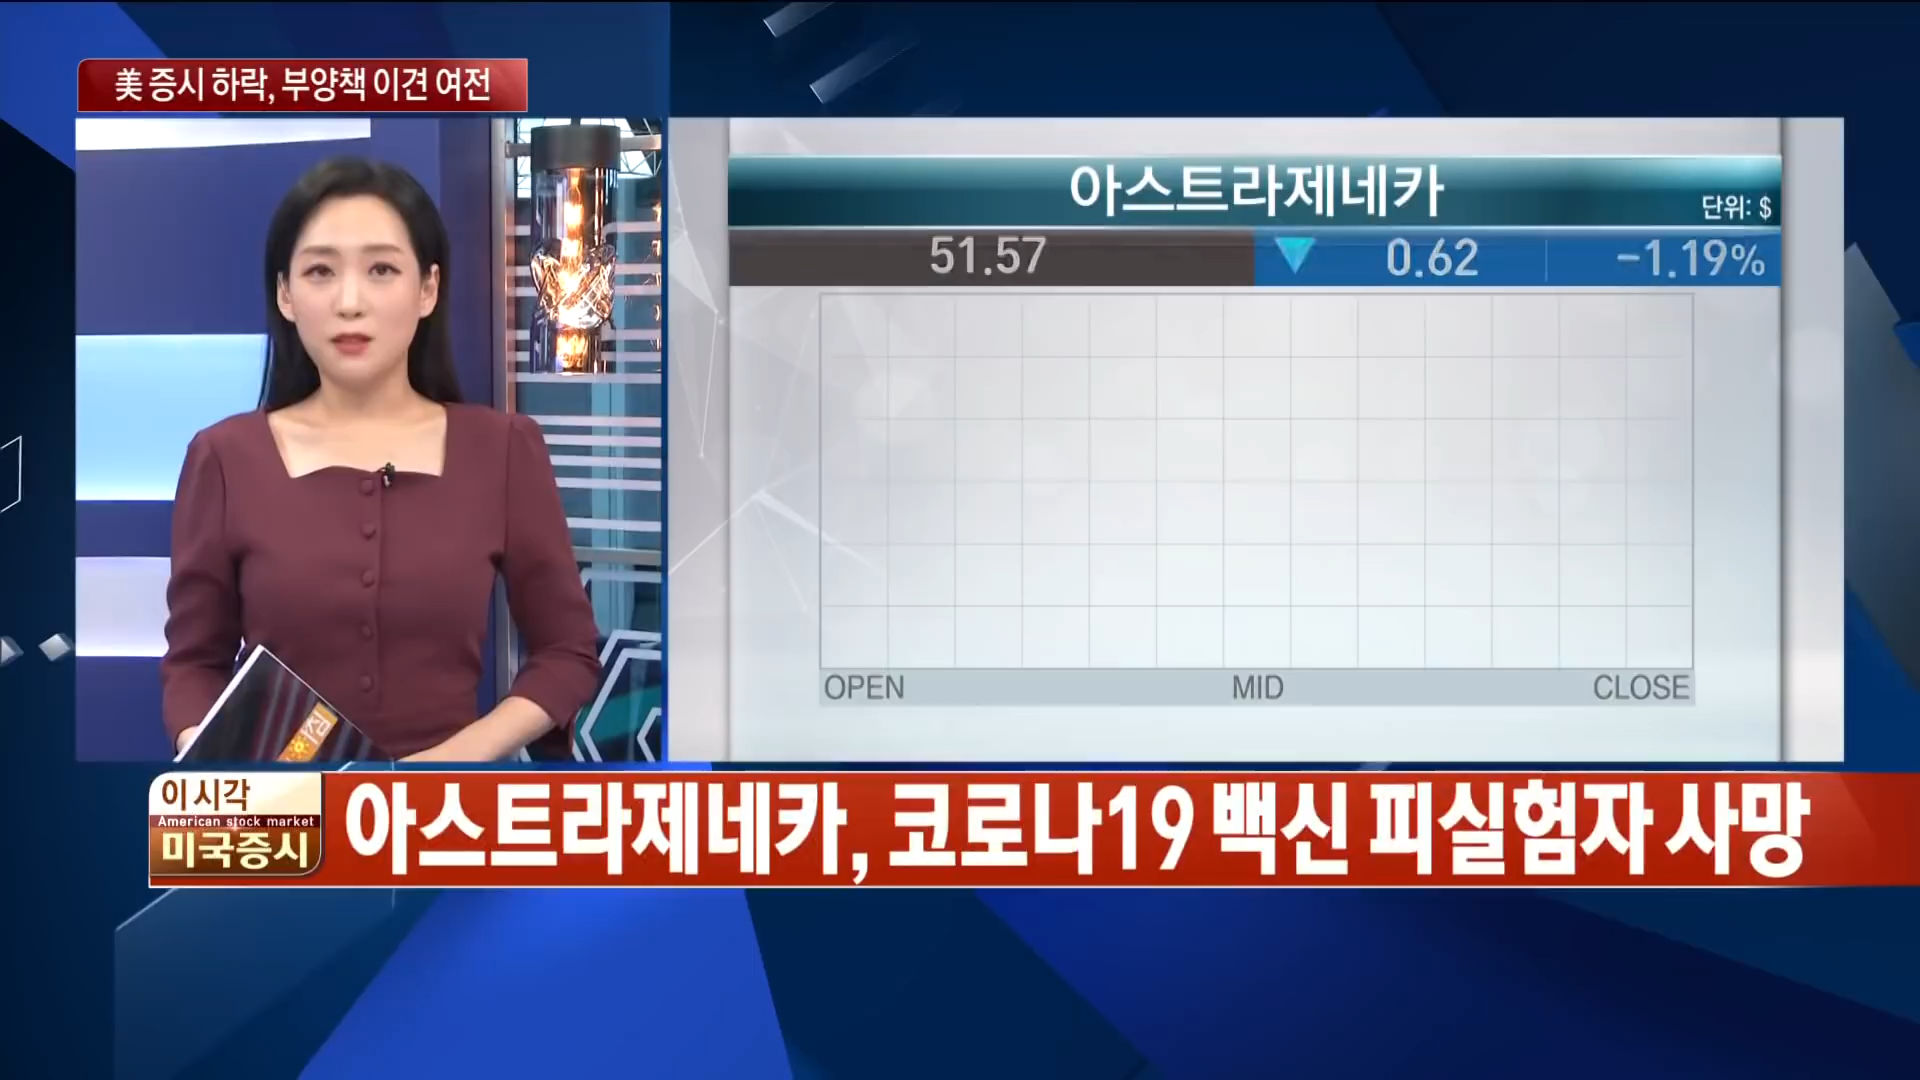 美 증시 하락, 부양책 이견 여전
아스트라제네카
단위: $
51.57 ▼ 0.62 -1.19%
OPEN MID CLOSE
이 시각
American stock market
미국증시
아스트라제네카, 코로나19 백신 피실험자 사망